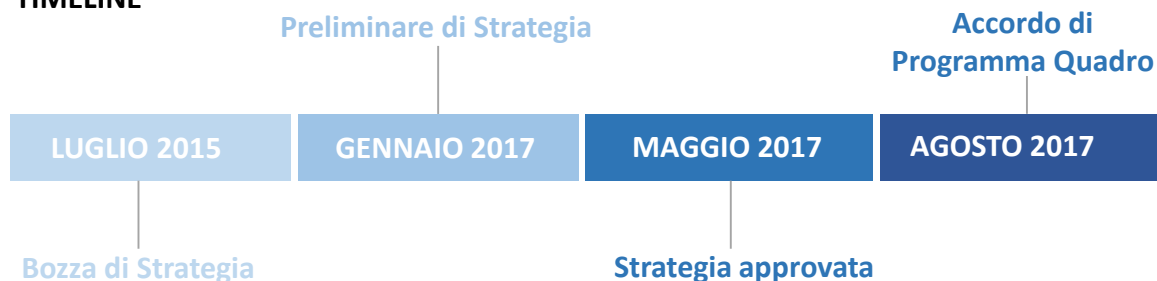 TIMELINE
Preliminare di Strategia
Accordo di
Programma Quadro
LUGLIO 2015
GENNAIO 2017
MAGGIO 2017
AGOSTO 2017
Bozza di Strategia
Strategia approvata